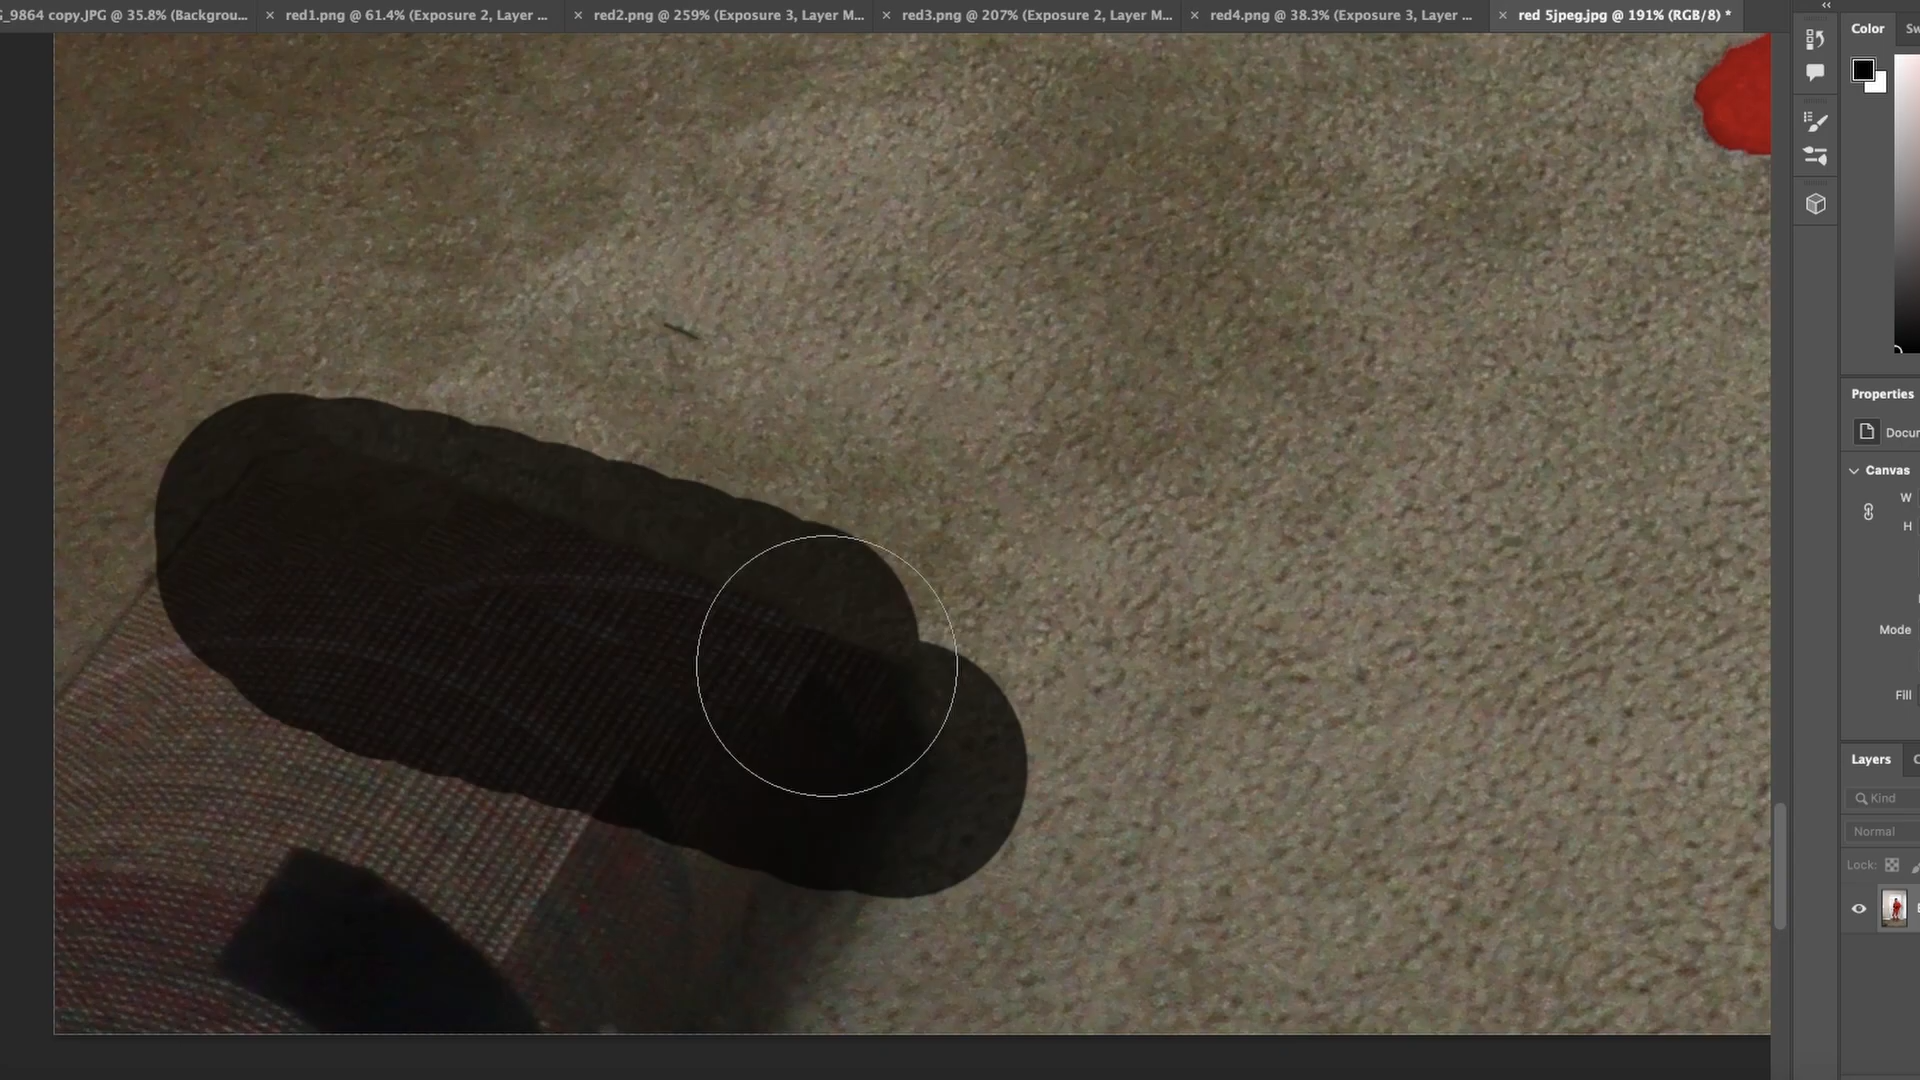 G_9864 copy.JPG @ 35.8% (Backgrou...
red1.png @ 61.4% (Exposure 2, Layer ...
red2.png @ 259% (Exposure 3, Layer M...
red3.png @ 207% (Exposure 2, Layer M...
red4.png @ 38.3% (Exposure 3, Layer ...
red 5jpeg.jpg @ 191% (RGB/8) *
Color
Sw
Properties
Docur
Canvas
W
H
Mode
Fill
Layers
Kind
Normal
Lock: